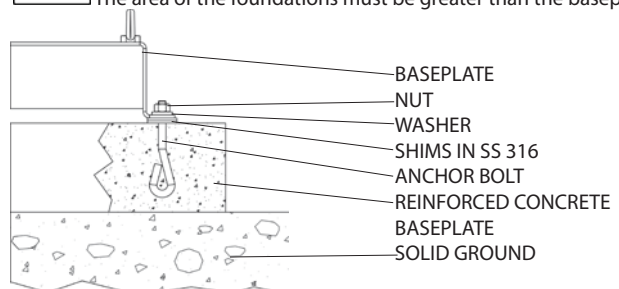 The area of the foundations must be greater than the basep
BASEPLATE
NUT
WASHER
SHIMS IN SS 316
ANCHOR BOLT
REINFORCED CONCRETE
BASEPLATE
SOLID GROUND